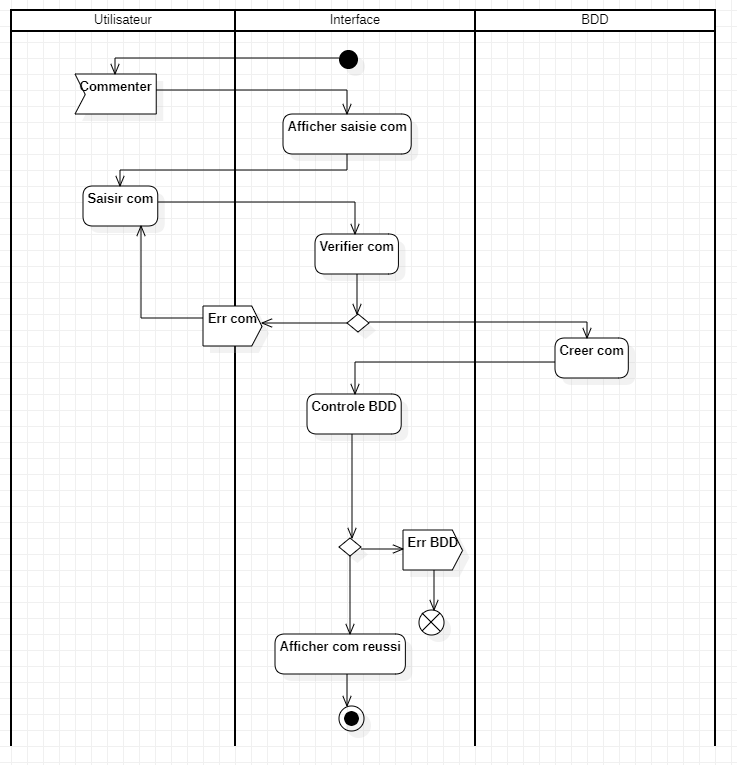 Utilisateur
Interface
BDD
Commenter
Afficher saisie com
Saisir com
Verifier com
Err com
Creer com
Controle BDD
Err BDD
Afficher com reussi